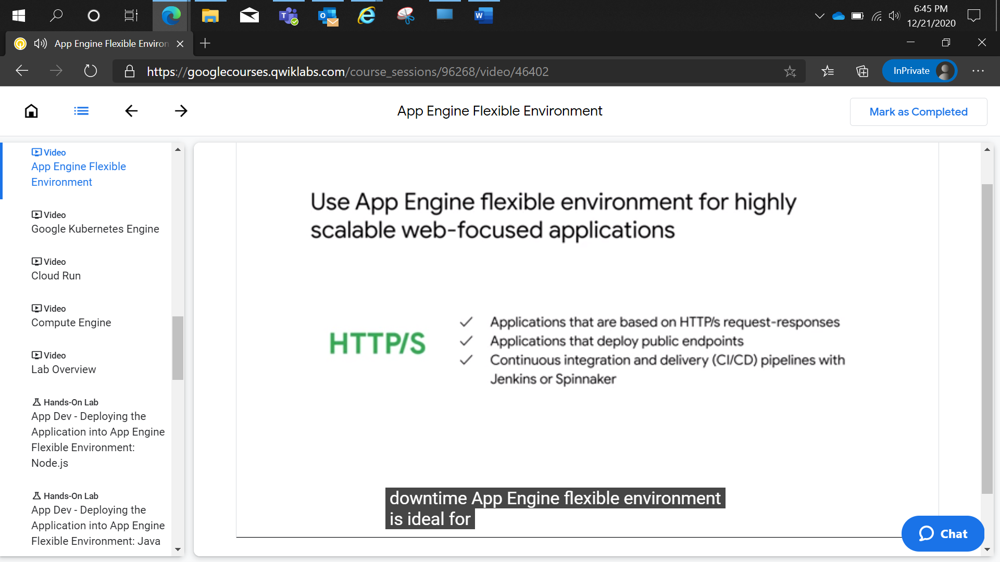 6:45 PM
12/21/2020
App Engine Flexible Environ
https://googlecourses.qwiklabs.com/course_sessions/96268/video/46402
InPrivate
App Engine Flexible Environment
Mark as Completed
Video
App Engine Flexible
Environment
Video
Google Kubernetes Engine
Video
Cloud Run
Video
Compute Engine
Video
Lab Overview
Hands-On Lab
App Dev - Deploying the
Application into App Engine
Flexible Environment:
Node.js
Hands-On Lab
App Dev - Deploying the
Application into App Engine
Flexible Environment: Java
Use App Engine flexible environment for highly
scalable web-focused applications
HTTP/S
Applications that are based on HTTP/s request-responses
Applications that deploy public endpoints
Continuous integration and delivery (CI/CD) pipelines with
Jenkins or Spinnaker
downtime App Engine flexible environment
is ideal for
Chat